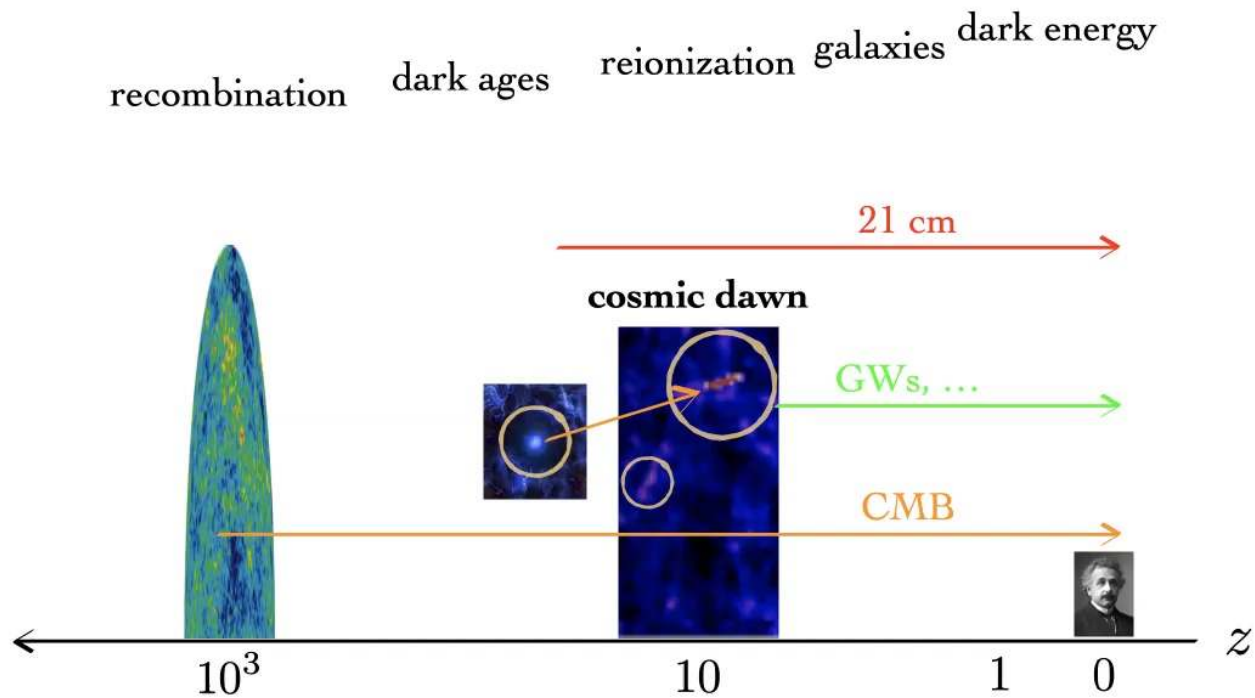 recombination
dark ages
reionization
galaxies
dark energy
21 cm
cosmic dawn
GWs, …
CMB
10³
10
1
0
z